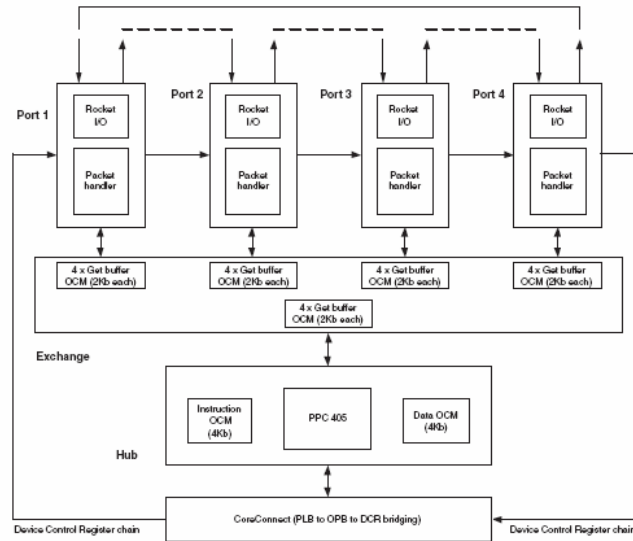 Port 1
Port 2
Port 3
Port 4
Rocket
I/O
Rocket
I/O
Rocket
I/O
Rocket
I/O
Packet
handler
Packet
handler
Packet
handler
Packet
handler
4 x Get buffer
OCM (2Kb each)
4 x Get buffer
OCM (2Kb each)
4 x Get buffer
OCM (2Kb each)
4 x Get buffer
OCM (2Kb each)
4 x Get buffer
OCM (2Kb each)
Exchange
Instruction
OCM
(4Kb)
PPC 405
Data OCM
(4Kb)
Hub
CoreConnect (PLB to OPB to DCR bridging)
Device Control Register chain
Device Control Register chain